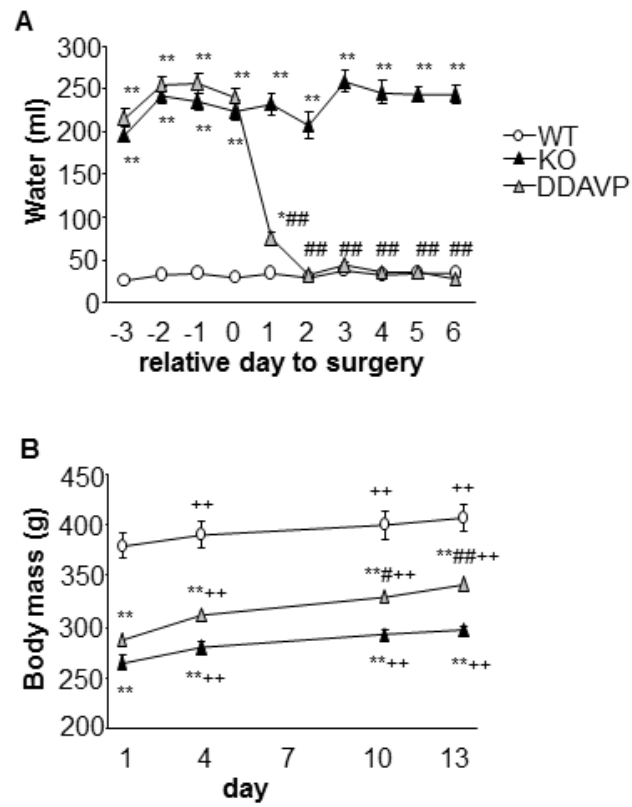 A
300
250
200
150
100
50
0
Water (ml)
** ** ** ** ** ** ** ** ** **
** ** ** **
*##
## ## ## ## ##
WT
KO
DDAVP
-3 -2 -1 0 1 2 3 4 5 6
relative day to surgery
B
450
400
350
300
250
200
Body mass (g)
++ ++ ++
** **++ **#++ **##++
** **++ **++ **++
1 4 7 10 13
day